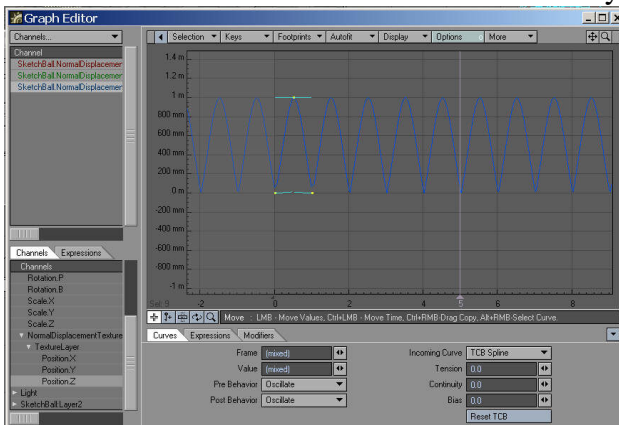 Graph Editor
Channels...
Selection Keys Footprints Autofit Display Options More
Channel
SketchBall.NormalDisplacemer
SketchBall.NormalDisplacemer
SketchBall.NormalDisplacemer
1.4 m
1.2 m
1 m
800 mm
600 mm
400 mm
200 mm
0 m
-200 mm
-400 mm
-600 mm
-800 mm
-1 m
Sel: 9 -2 0 2 4 5 6 8
Move : LMB - Move Values, Ctrl+LMB - Move Time, Ctrl+RMB-Drag Copy, Alt+RMB-Select Curve.
Channels Expressions
Channels
Rotation.P
Rotation.B
Scale.X
Scale.Y
Scale.Z
NormalDisplacementTexture
TextureLayer
Position.X
Position.Y
Position.Z
Light
SketchBall:Layer2
Curves Expressions Modifiers
Frame (mixed)
Value (mixed)
Pre Behavior Oscillate
Post Behavior Oscillate
Incoming Curve TCB Spline
Tension 0.0
Continuity 0.0
Bias 0.0
Reset TCB